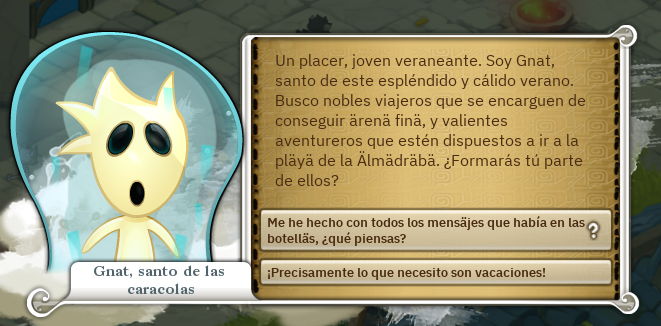 Un placer, joven veraneante. Soy Gnat,
santo de este espléndido y cálido verano.
Busco nobles viajeros que se encarguen de
conseguir ärenä finä, y valientes
aventureros que estén dispuestos a ir a la
pläyä de la Älmädräbä. ¿Formarás tú parte
de ellos?
Me he hecho con todos los mensäjes que había en las
botelläs, ¿qué piensas?
?
¡Precisamente lo que necesito son vacaciones!
Gnat, santo de las
caracolas